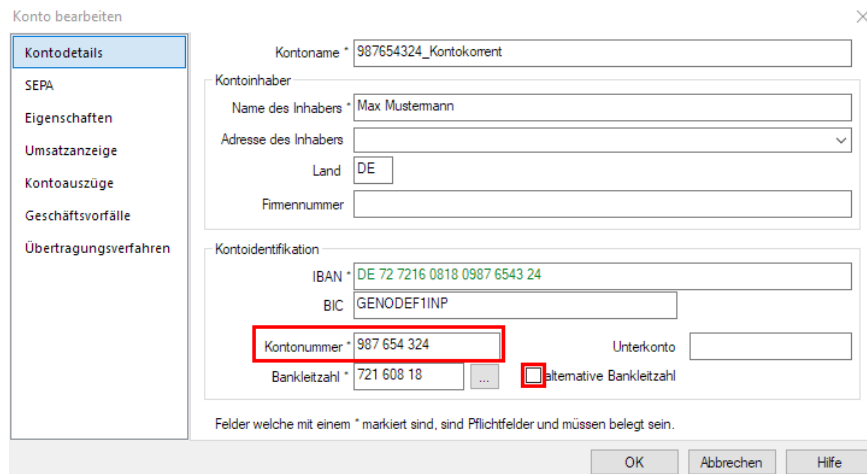 Konto bearbeiten
Kontodetails
SEPA
Eigenschaften
Umsatzanzeige
Kontoauszüge
Geschäftsvorfälle
Übertragungsverfahren
Kontoname * 987654324_Kontokorrent
Kontoinhaber
Name des Inhabers * Max Mustermann
Adresse des Inhabers
Land DE
Firmennummer
Kontoidentifikation
IBAN * DE 72 7216 0818 0987 6543 24
BIC GENODEF1INP
Kontonummer * 987 654 324 Unterkonto
Bankleitzahl * 721 608 18 ... alternative Bankleitzahl
Felder welche mit einem * markiert sind, sind Pflichtfelder und müssen belegt sein.
OK Abbrechen Hilfe